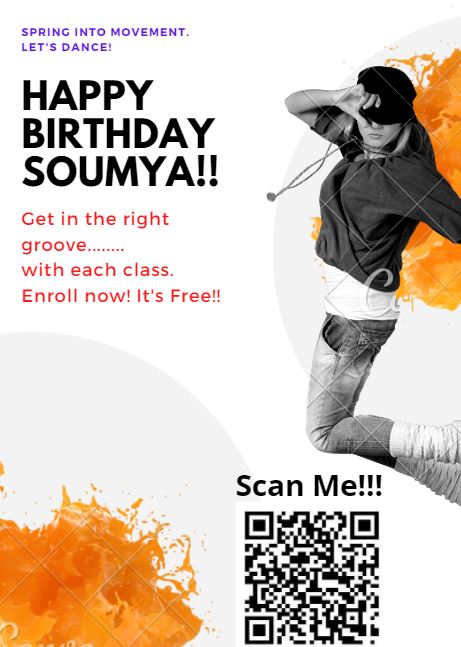 SPRING INTO MOVEMENT.
LET'S DANCE!
HAPPY
BIRTHDAY
SOUMYA!!
Get in the right
groove........
with each class.
Enroll now! It's Free!!
Scan Me!!!